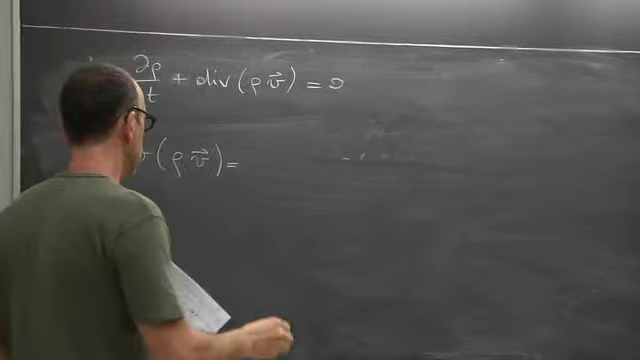 ∂ρ/∂t + div(ρ v⃗) = 0
(ρ v⃗) =